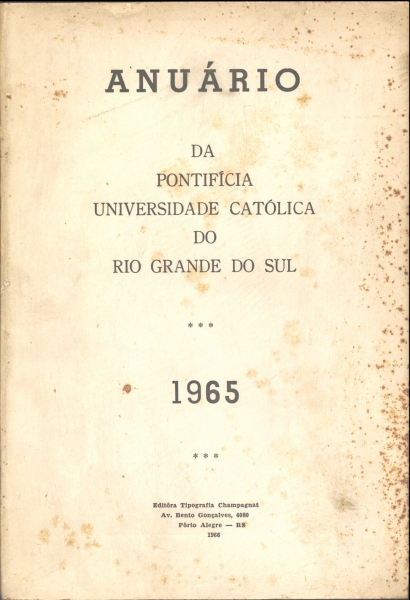 ANUÁRIO
DA
PONTIFÍCIA
UNIVERSIDADE CATÓLICA
DO
RIO GRANDE DO SUL
***
1965
***
Editôra Tipografia Champagnat
Av. Bento Gonçalves, 4080
Pôrto Alegre — RS
1966